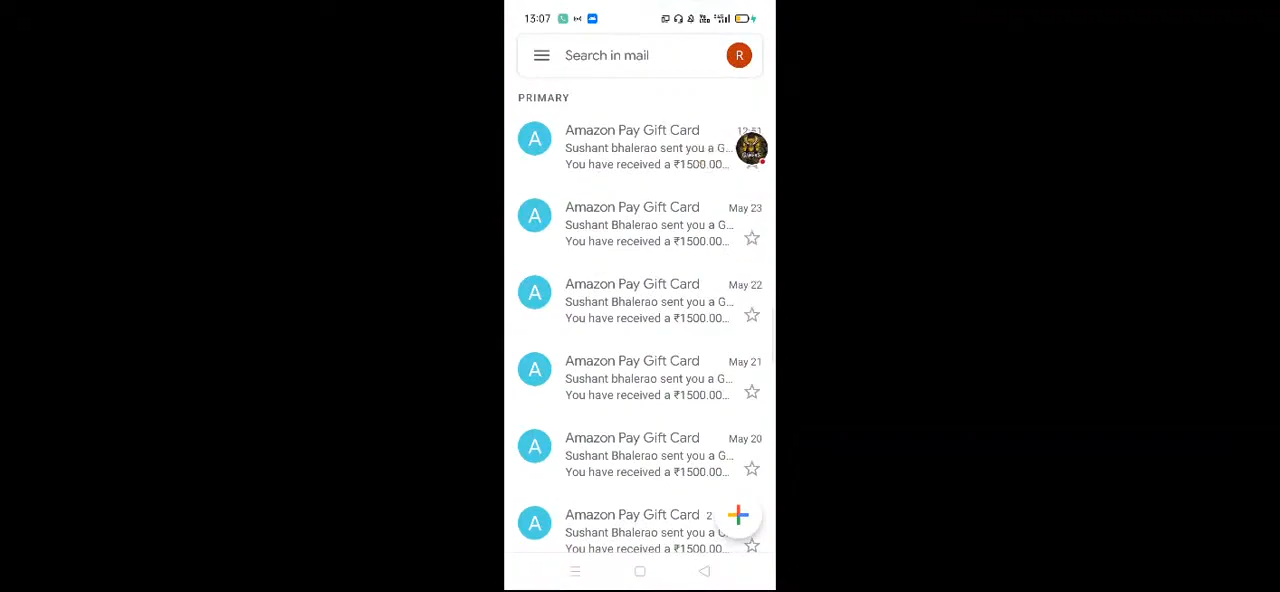 13:07
Search in mail
R
PRIMARY
A
Amazon Pay Gift Card
12:51
Sushant bhalerao sent you a G...
You have received a ₹1500.00...
A
Amazon Pay Gift Card
May 23
Sushant Bhalerao sent you a G...
You have received a ₹1500.00...
A
Amazon Pay Gift Card
May 22
Sushant Bhalerao sent you a G...
You have received a ₹1500.00...
A
Amazon Pay Gift Card
May 21
Sushant bhalerao sent you a G...
You have received a ₹1500.00...
A
Amazon Pay Gift Card
May 20
Sushant Bhalerao sent you a G...
You have received a ₹1500.00...
A
Amazon Pay Gift Card 2
Sushant Bhalerao sent you a
You have received a ₹1500.00...